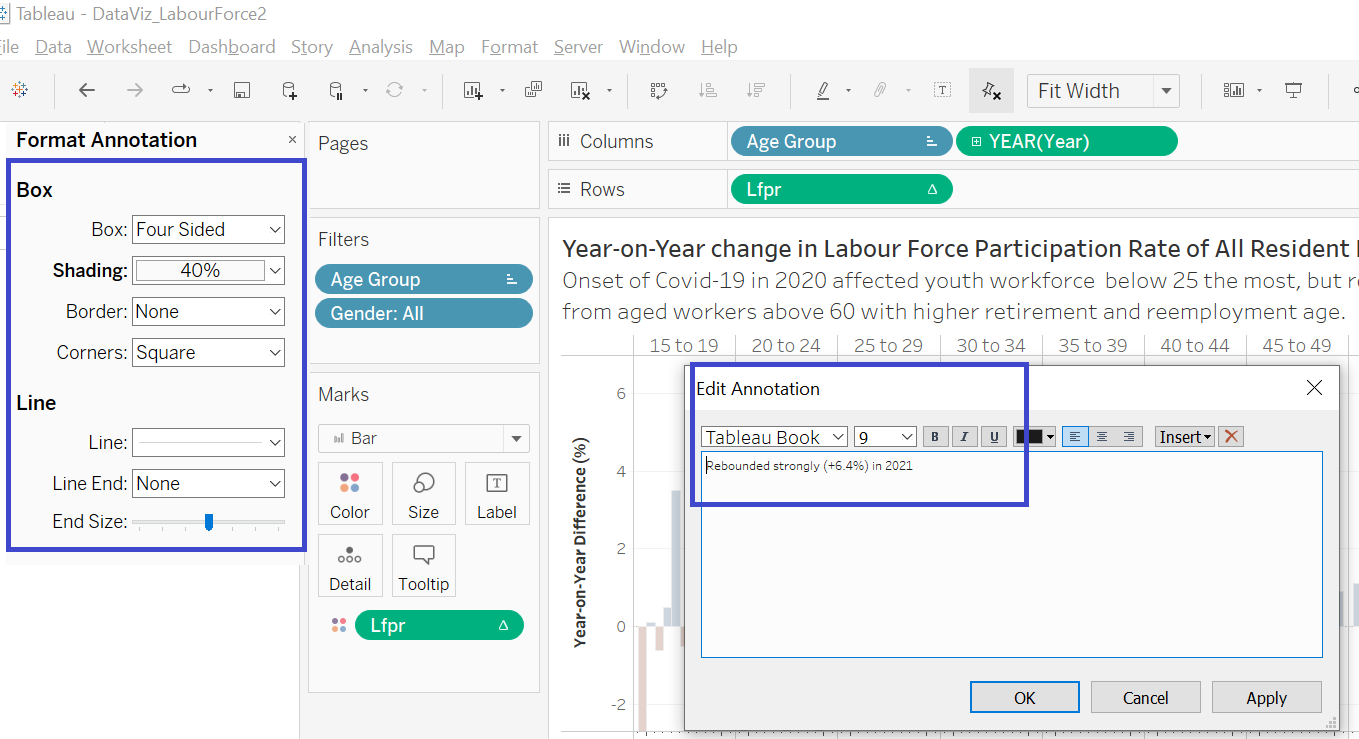 Tableau - DataViz_LabourForce2
File Data Worksheet Dashboard Story Analysis Map Format Server Window Help
T
Fit Width
Format Annotation
Box
Box: Four Sided
Shading: 40%
Border: None
Corners: Square
Line
Line:
Line End: None
End Size:
Pages
Filters
Age Group
Gender: All
Marks
Bar
Color
Size
T
Label
Detail
Tooltip
Lfpr Δ
Columns
Age Group
YEAR(Year)
Rows
Lfpr Δ
Year-on-Year change in Labour Force Participation Rate of All Resident
Onset of Covid-19 in 2020 affected youth workforce below 25 the most, but
from aged workers above 60 with higher retirement and reemployment age.
15 to 19 20 to 24 25 to 29 30 to 34 35 to 39 40 to 44 45 to 49
Year-on-Year Difference (%)
6
4
2
0
-2
Edit Annotation
Tableau Book 9 B I U Insert
Rebounded strongly (+6.4%) in 2021
OK Cancel Apply